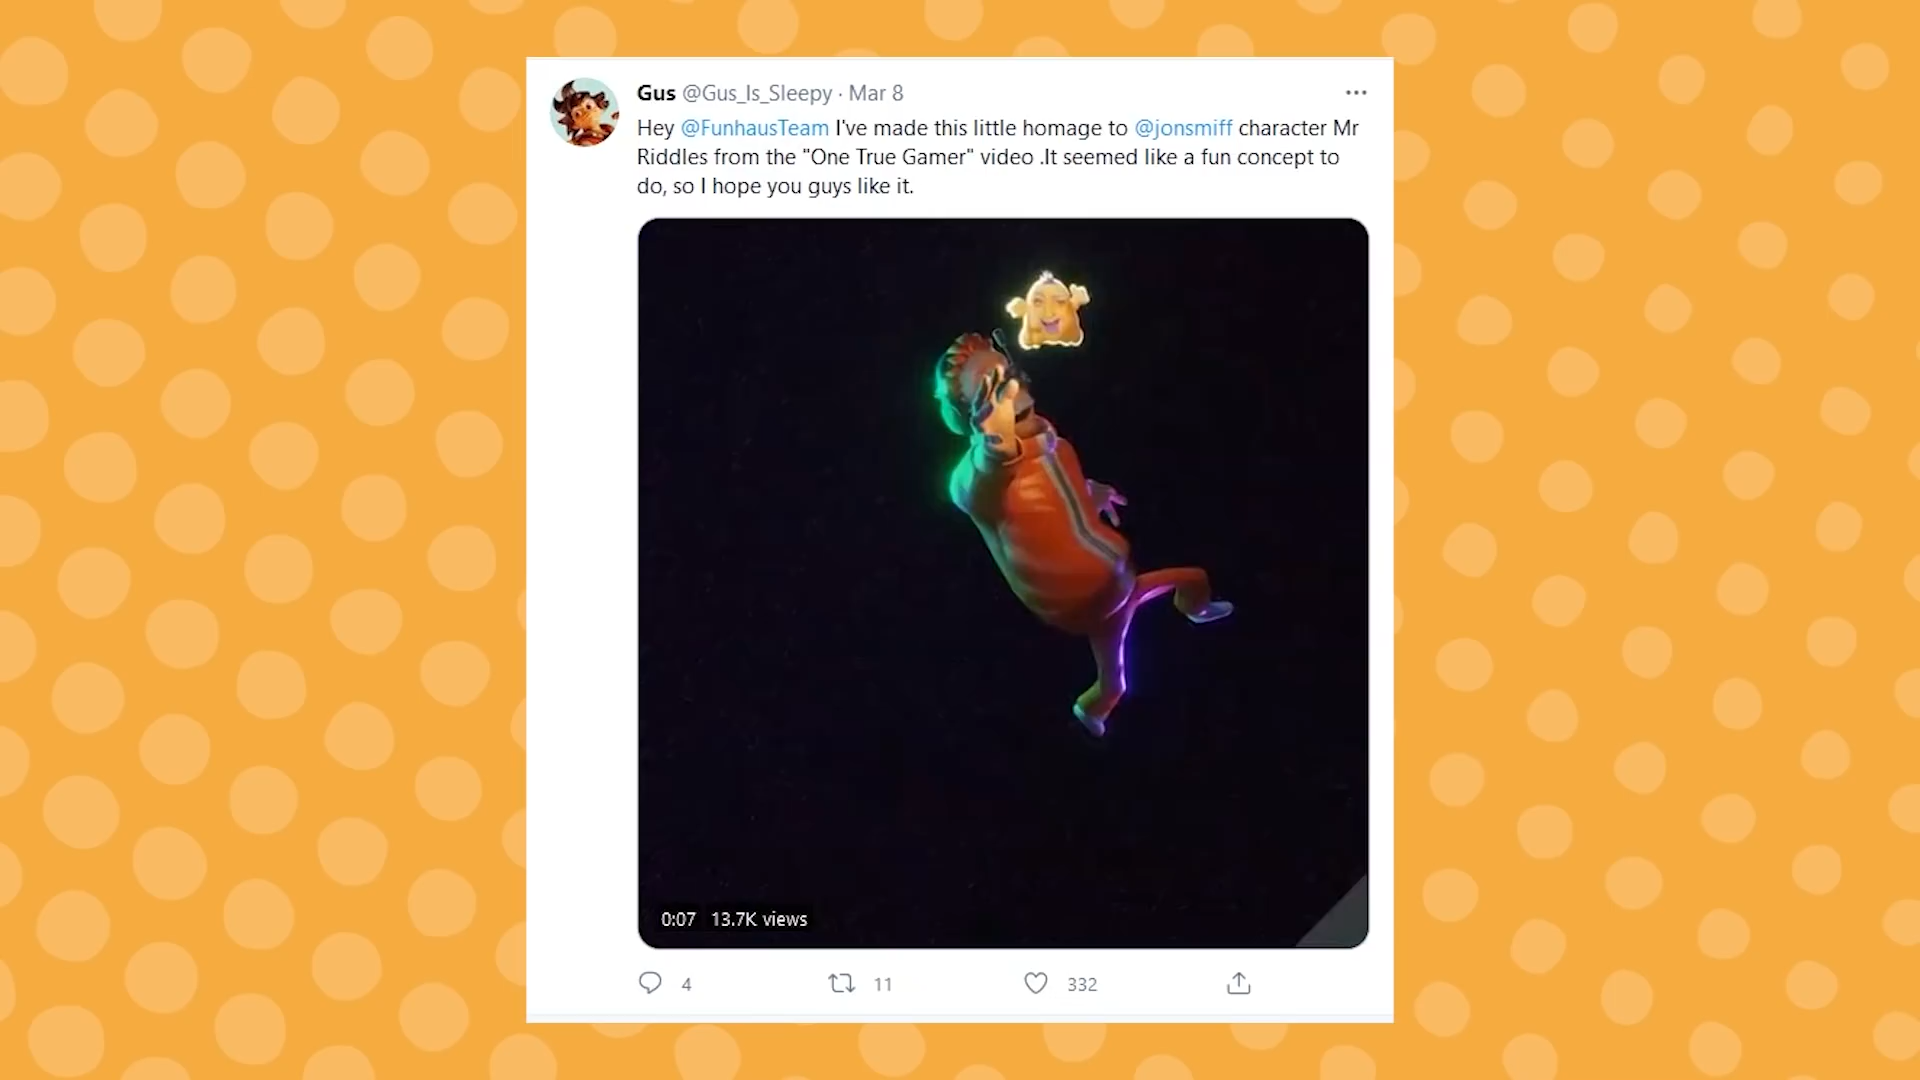 Gus @Gus_Is_Sleepy · Mar 8
Hey @FunhausTeam I've made this little homage to @jonsmiff character Mr
Riddles from the "One True Gamer" video .It seemed like a fun concept to
do, so I hope you guys like it.
0:07 13.7K views
4 11 332